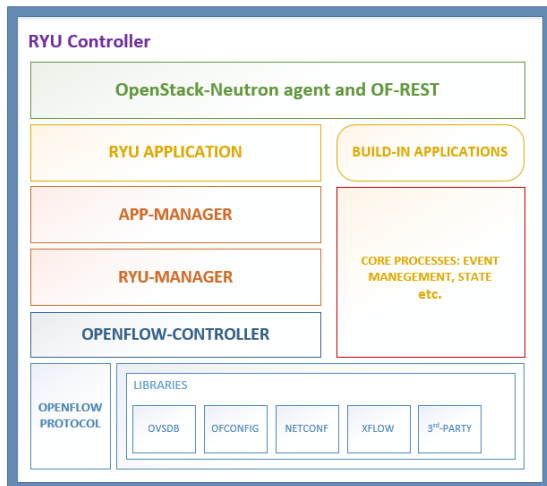 RYU Controller
OpenStack-Neutron agent and OF-REST
RYU APPLICATION
BUILD-IN APPLICATIONS
APP-MANAGER
RYU-MANAGER
CORE PROCESSES: EVENT
MANEGEMENT, STATE
etc.
OPENFLOW-CONTROLLER
OPENFLOW
PROTOCOL
LIBRARIES
OVSDB
OFCONFIG
NETCONF
XFLOW
3rd-PARTY